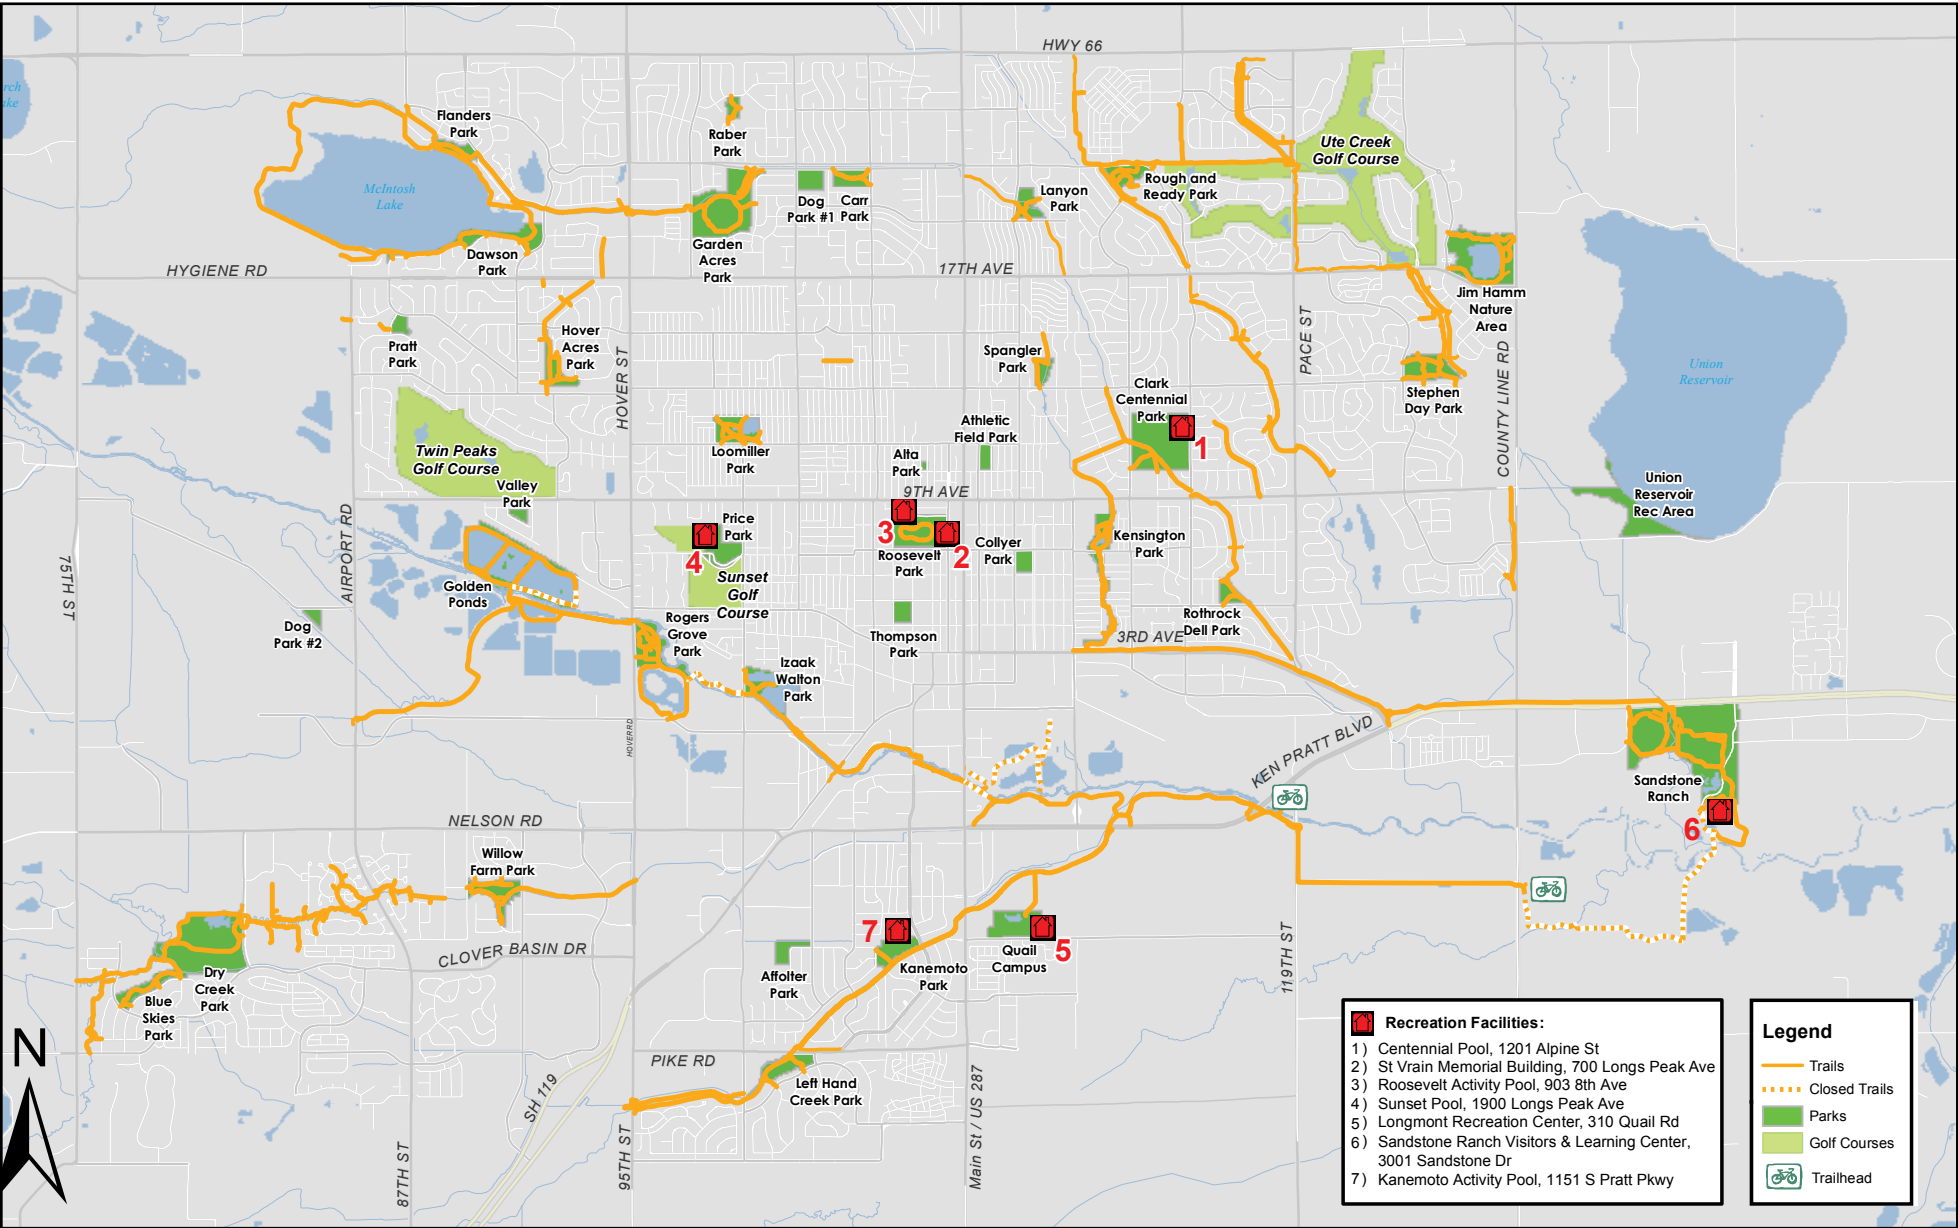 HWY 66
rch
ke
Flanders
Park
Raber
Park
Ute Creek
Golf Course
McIntosh
Lake
Dog
Park #1
Carr
Park
Lanyon
Park
Rough and
Ready Park
Garden
Acres
Park
Dawson
Park
HYGIENE RD
17TH AVE
Jim Hamm
Nature
Area
Pratt
Park
Hover
Acres
Park
HOVER ST
Spangler
Park
PACE ST
COUNTY LINE RD
Union
Reservoir
Clark
Centennial
Park
1
Stephen
Day Park
Twin Peaks
Golf Course
Valley
Park
Loomiller
Park
Alta
Park
Athletic
Field Park
9TH AVE
Union
Reservoir
Rec Area
AIRPORT RD
75TH ST
Price
Park
4
Sunset
Golf
Course
3
Roosevelt
Park
2
Collyer
Park
Kensington
Park
Golden
Ponds
Dog
Park #2
Rogers
Grove
Park
Thompson
Park
Rothrock
Dell Park
3RD AVE
Izaak
Walton
Park
HOVER RD
KEN PRATT BLVD
Sandstone
Ranch
6
NELSON RD
Willow
Farm Park
CLOVER BASIN DR
7
Kanemoto
Park
Quail
Campus
5
Affolter
Park
119TH ST
Dry
Creek
Park
Blue
Skies
Park
N
PIKE RD
Left Hand
Creek Park
SH 119
87TH ST
95TH ST
Main St / US 287
Recreation Facilities:
1) Centennial Pool, 1201 Alpine St
2) St Vrain Memorial Building, 700 Longs Peak Ave
3) Roosevelt Activity Pool, 903 8th Ave
4) Sunset Pool, 1900 Longs Peak Ave
5) Longmont Recreation Center, 310 Quail Rd
6) Sandstone Ranch Visitors & Learning Center,
3001 Sandstone Dr
7) Kanemoto Activity Pool, 1151 S Pratt Pkwy
Legend
Trails
Closed Trails
Parks
Golf Courses
Trailhead